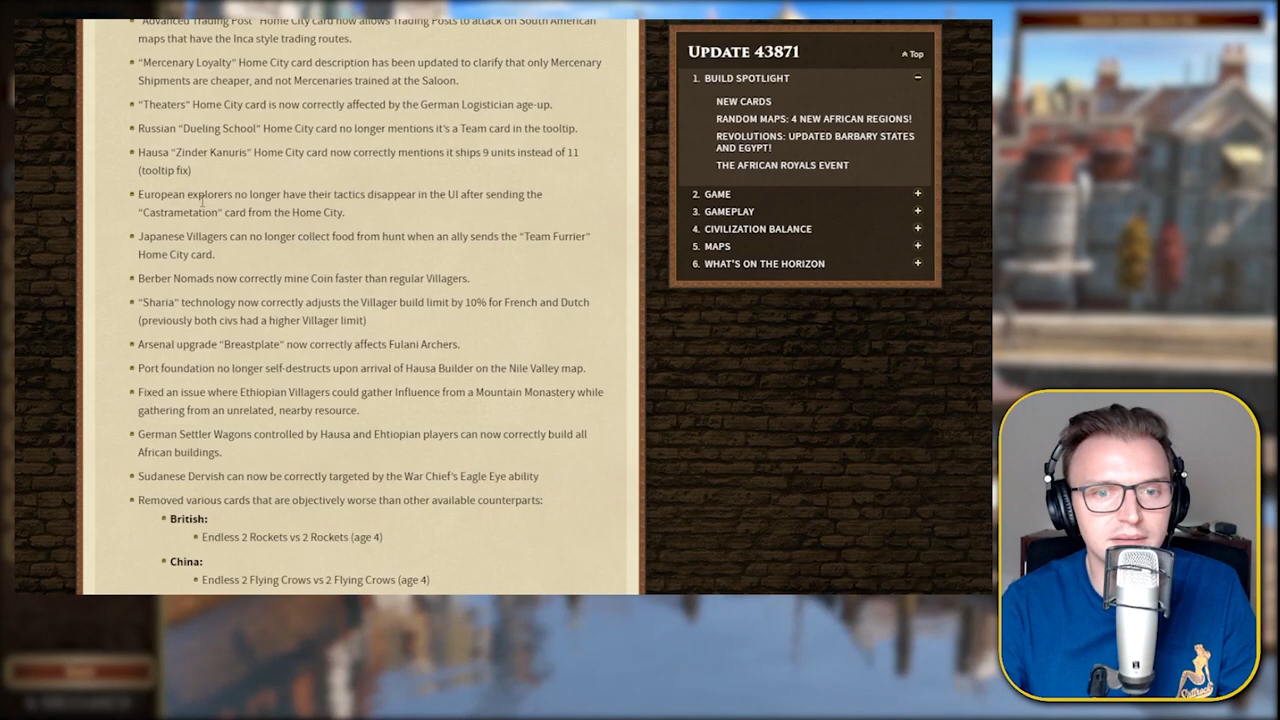 "Advanced Trading Post" Home City card now allows Trading Posts to attack on South American
maps that have the Inca style trading routes.
"Mercenary Loyalty" Home City card description has been updated to clarify that only Mercenary
Shipments are cheaper, and not Mercenaries trained at the Saloon.
"Theaters" Home City card is now correctly affected by the German Logistician age-up.
Russian "Dueling School" Home City card no longer mentions it's a Team card in the tooltip.
Hausa "Zinder Kanuris" Home City card now correctly mentions it ships 9 units instead of 11
(tooltip fix)
European explorers no longer have their tactics disappear in the UI after sending the
"Castrametation" card from the Home City.
Japanese Villagers can no longer collect food from hunt when an ally sends the "Team Furrier"
Home City card.
Berber Nomads now correctly mine Coin faster than regular Villagers.
"Sharia" technology now correctly adjusts the Villager build limit by 10% for French and Dutch
(previously both civs had a higher Villager limit)
Arsenal upgrade "Breastplate" now correctly affects Fulani Archers.
Port foundation no longer self-destructs upon arrival of Hausa Builder on the Nile Valley map.
Fixed an issue where Ethiopian Villagers could gather Influence from a Mountain Monastery while
gathering from an unrelated, nearby resource.
German Settler Wagons controlled by Hausa and Ehtiopian players can now correctly build all
African buildings.
Sudanese Dervish can now be correctly targeted by the War Chief's Eagle Eye ability
Removed various cards that are objectively worse than other available counterparts:
British:
Endless 2 Rockets vs 2 Rockets (age 4)
China:
Endless 2 Flying Crows vs 2 Flying Crows (age 4)
UPDATE 43871
Top
1. BUILD SPOTLIGHT
NEW CARDS
RANDOM MAPS: 4 NEW AFRICAN REGIONS!
REVOLUTIONS: UPDATED BARBARY STATES
AND EGYPT!
THE AFRICAN ROYALS EVENT
2. GAME
3. GAMEPLAY
4. CIVILIZATION BALANCE
5. MAPS
6. WHAT'S ON THE HORIZON